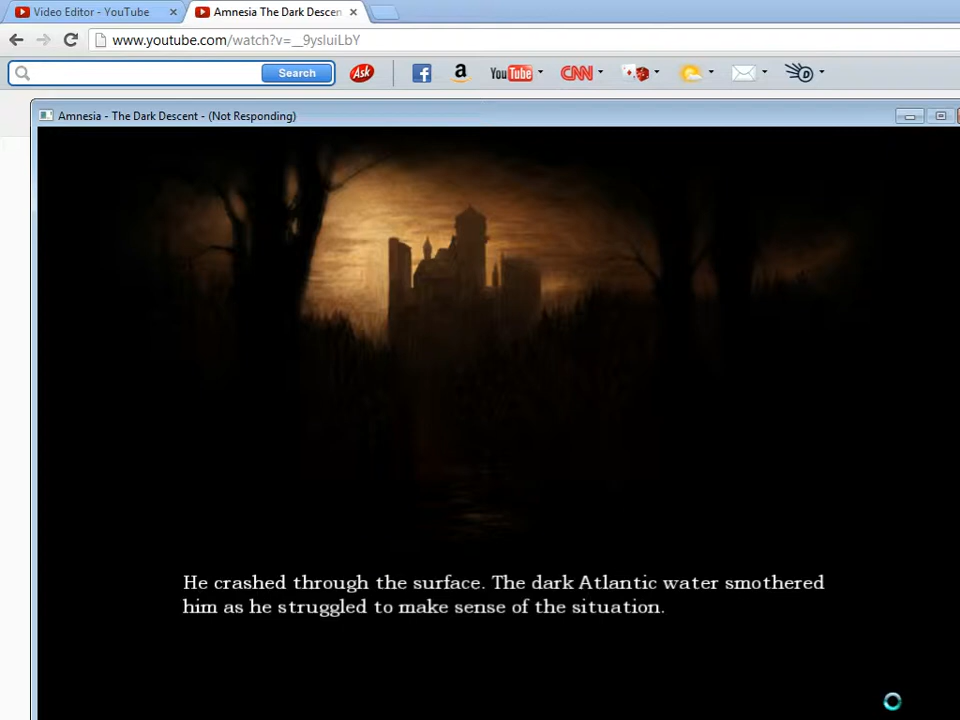 Video Editor - YouTube
Amnesia The Dark Descen
www.youtube.com/watch?v=__9ysluiLbY
Search
Ask
f
a
YouTube
CNN
D
Amnesia - The Dark Descent - (Not Responding)
He crashed through the surface. The dark Atlantic water smothered
him as he struggled to make sense of the situation.